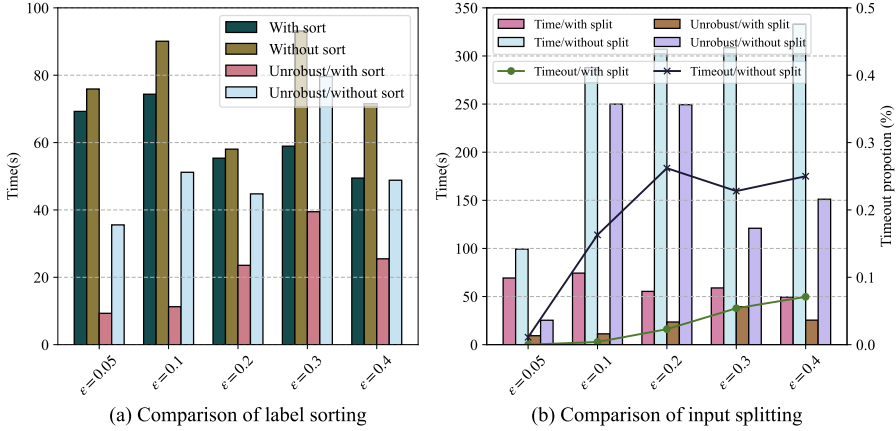 100
80
60
40
20
0
Time(s)
With sort
Without sort
Unrobust/with sort
Unrobust/without sort
ε = 0.05
ε = 0.1
ε = 0.2
ε = 0.3
ε = 0.4
(a) Comparison of label sorting
350
300
250
200
150
100
50
0
Time(s)
Time/with split
Time/without split
Unrobust/with split
Unrobust/without split
Timeout/with split
Timeout/without split
0.5
0.4
0.3
0.2
0.1
0.0
Timeout proportion (%)
ε = 0.05
ε = 0.1
ε = 0.2
ε = 0.3
ε = 0.4
(b) Comparison of input splitting